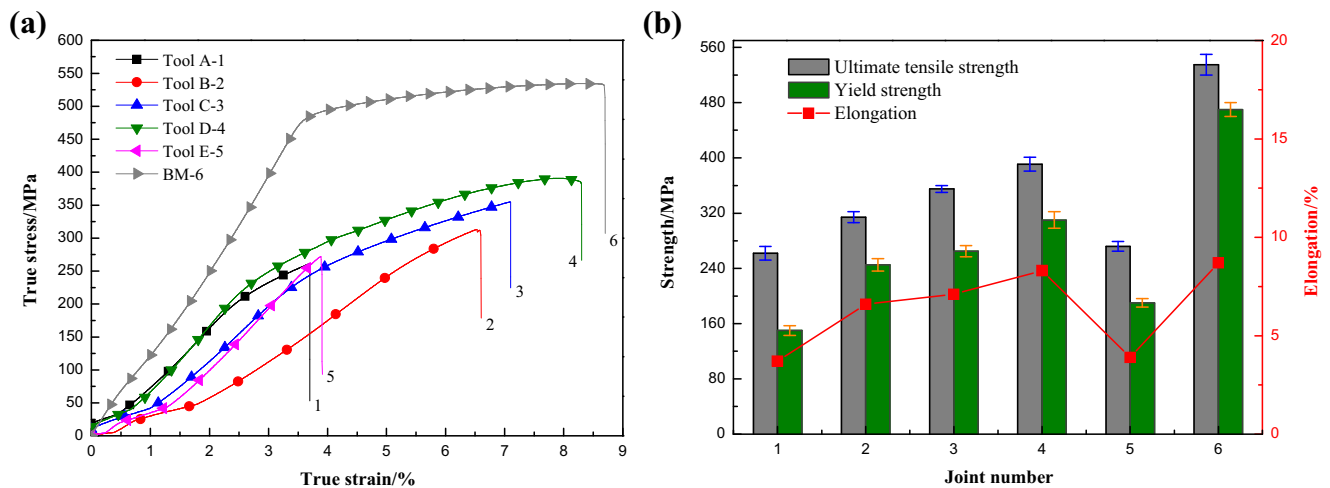 (a)
True stress/MPa
600
550
500
450
400
350
300
250
200
150
100
50
0
Tool A-1
Tool B-2
Tool C-3
Tool D-4
Tool E-5
BM-6
6
4
3
2
5
1
0 1 2 3 4 5 6 7 8 9
True strain/%
(b)
Strength/MPa
560
480
400
320
240
160
80
Ultimate tensile strength
Yield strength
Elongation
20
15
10
5
0
Elongation/%
1 2 3 4 5 6
Joint number